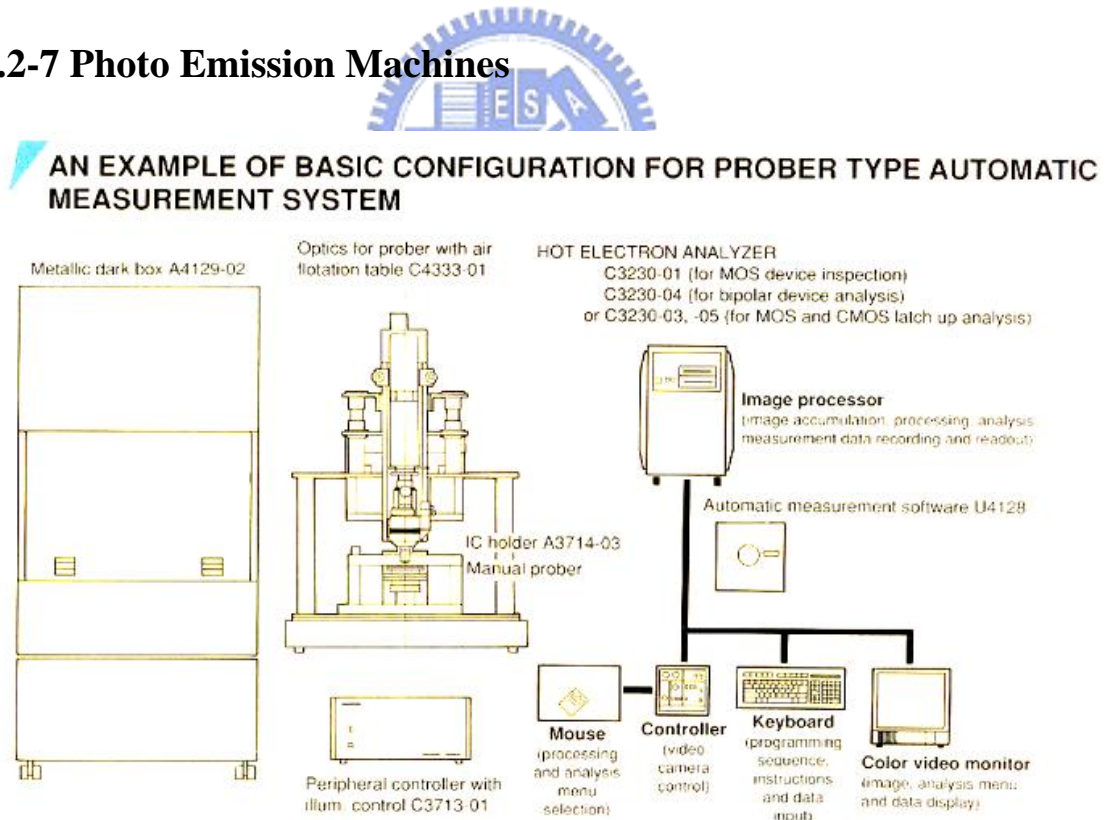 .2-7 Photo Emission Machines
E S A
AN EXAMPLE OF BASIC CONFIGURATION FOR PROBER TYPE AUTOMATIC
MEASUREMENT SYSTEM
Metallic dark box A4129-02
Optics for prober with air
flotation table C4333-01
HOT ELECTRON ANALYZER
C3230-01 (for MOS device inspection)
C3230-04 (for bipolar device analysis)
or C3230-03, -05 (for MOS and CMOS latch up analysis)
Image processor
(image accumulation, processing, analysis
measurement data recording and readout)
Automatic measurement software U4128
IC holder A3714-03
Manual prober
Peripheral controller with
illum. control C3713-01
Mouse
(processing
and analysis
menu
selection)
Controller
(video
camera
control)
Keyboard
(programming
sequence,
instructions
and data
input)
Color video monitor
(image, analysis menu
and data display)